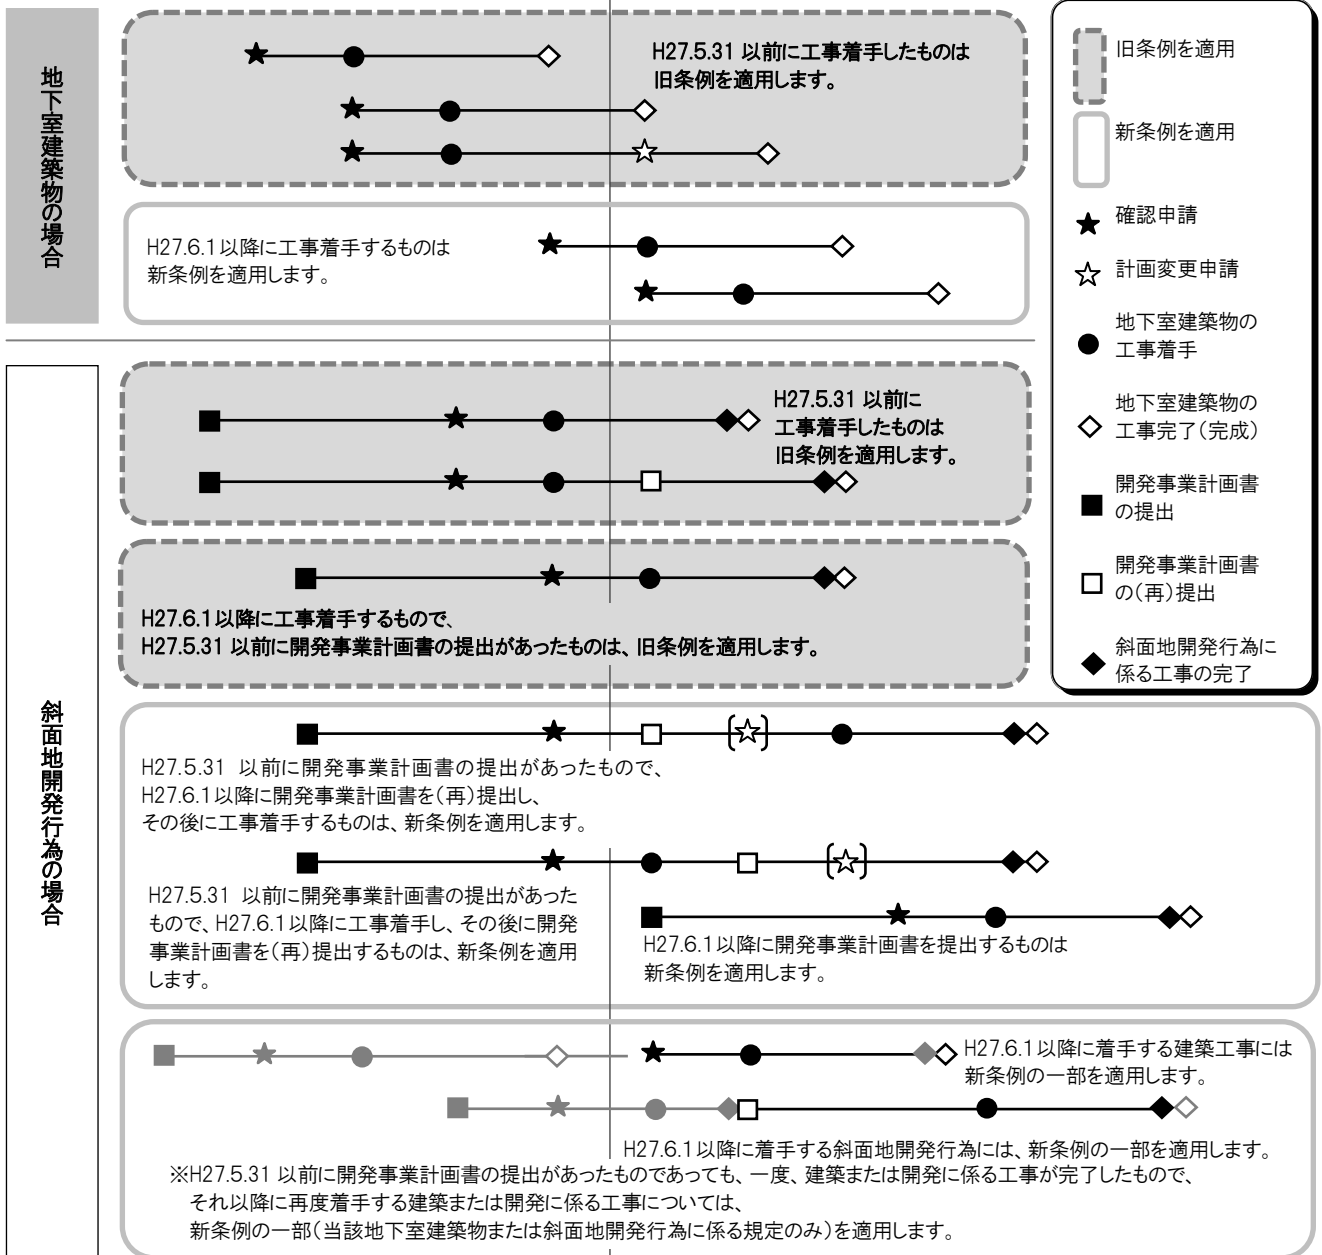 地下室建築物の場合
H27.5.31 以前に工事着手したものは
旧条例を適用します。
H27.6.1以降に工事着手するものは
新条例を適用します。
旧条例を適用
新条例を適用
確認申請
計画変更申請
地下室建築物の
工事着手
地下室建築物の
工事完了(完成)
開発事業計画書
の提出
開発事業計画書
の(再)提出
斜面地開発行為に
係る工事の完了
斜面地開発行為の場合
H27.5.31 以前に
工事着手したものは
旧条例を適用します。
H27.6.1以降に工事着手するもので、
H27.5.31 以前に開発事業計画書の提出があったものは、旧条例を適用します。
H27.5.31 以前に開発事業計画書の提出があったもので、
H27.6.1以降に開発事業計画書を(再)提出し、
その後に工事着手するものは、新条例を適用します。
H27.5.31 以前に開発事業計画書の提出があった
もので、H27.6.1以降に工事着手し、その後に開発
事業計画書を(再)提出するものは、新条例を適用
します。
H27.6.1以降に開発事業計画書を提出するものは
新条例を適用します。
H27.6.1以降に着手する建築工事には
新条例の一部を適用します。
H27.6.1以降に着手する斜面地開発行為には、新条例の一部を適用します。
※H27.5.31 以前に開発事業計画書の提出があったものであっても、一度、建築または開発に係る工事が完了したもので、
それ以降に再度着手する建築または開発に係る工事については、
新条例の一部(当該地下室建築物または斜面地開発行為に係る規定のみ)を適用します。